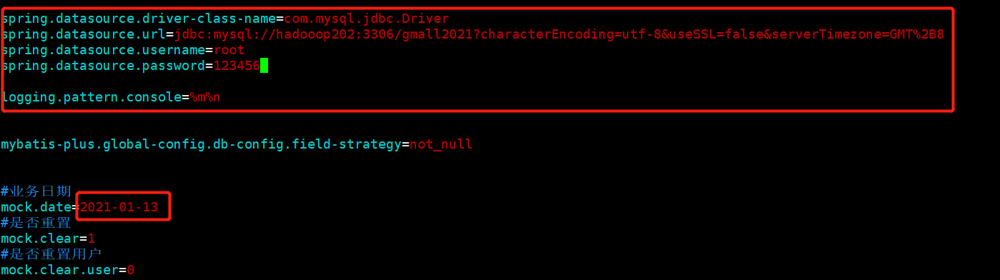 spring.datasource.driver-class-name=com.mysql.jdbc.Driver
spring.datasource.url=jdbc:mysql://hadooop202:3306/gmall2021?characterEncoding=utf-8&useSSL=false&serverTimezone=GMT%2B8
spring.datasource.username=root
spring.datasource.password=123456
logging.pattern.console=%m%n
mybatis-plus.global-config.db-config.field-strategy=not_null
#业务日期
mock.date=2021-01-13
#是否重置
mock.clear=1
#是否重置用户
mock.clear.user=0